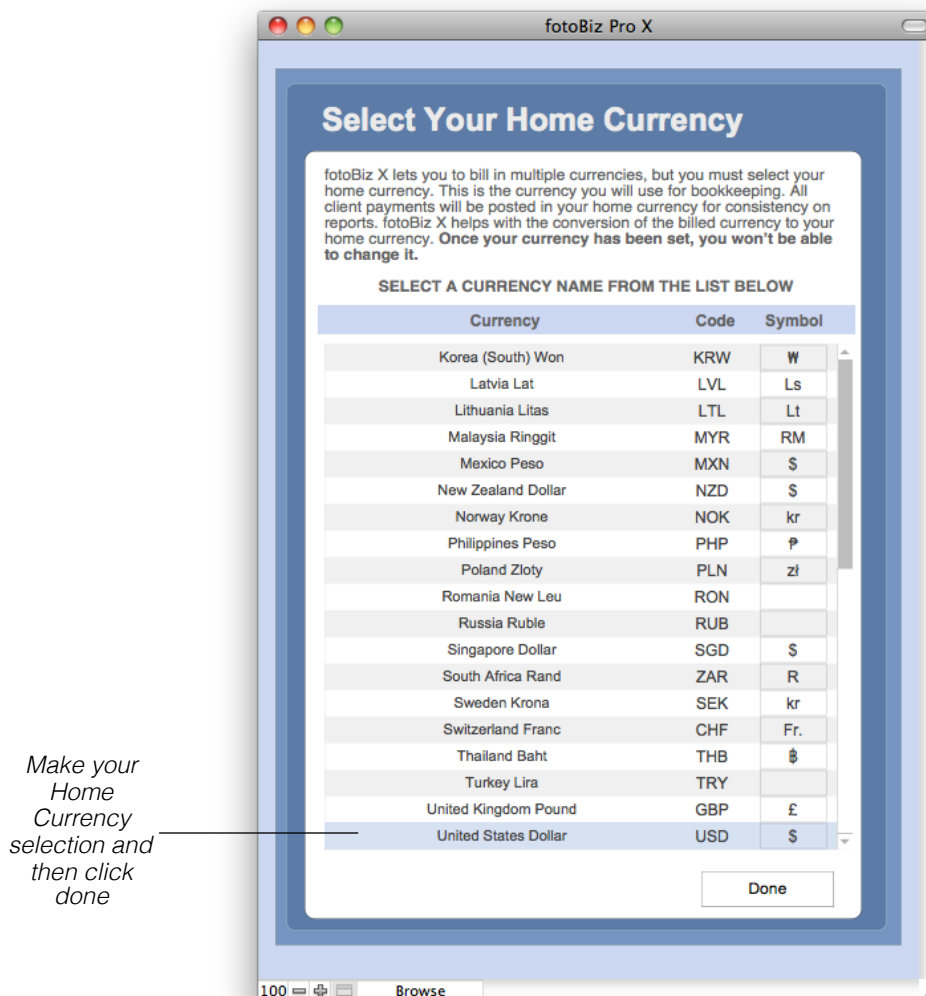 fotoBiz Pro X
Select Your Home Currency
fotoBiz X lets you to bill in multiple currencies, but you must select your
home currency. This is the currency you will use for bookkeeping. All
client payments will be posted in your home currency for consistency on
reports. fotoBiz X helps with the conversion of the billed currency to your
home currency. Once your currency has been set, you won't be able
to change it.
SELECT A CURRENCY NAME FROM THE LIST BELOW
Currency Code Symbol
Korea (South) Won KRW ₩
Latvia Lat LVL Ls
Lithuania Litas LTL Lt
Malaysia Ringgit MYR RM
Mexico Peso MXN $
New Zealand Dollar NZD $
Norway Krone NOK kr
Philippines Peso PHP ₱
Poland Zloty PLN zł
Romania New Leu RON
Russia Ruble RUB
Singapore Dollar SGD $
South Africa Rand ZAR R
Sweden Krona SEK kr
Switzerland Franc CHF Fr.
Thailand Baht THB ฿
Turkey Lira TRY
United Kingdom Pound GBP £
United States Dollar USD $
Make your
Home
Currency
selection and
then click
done
Done
100 Browse